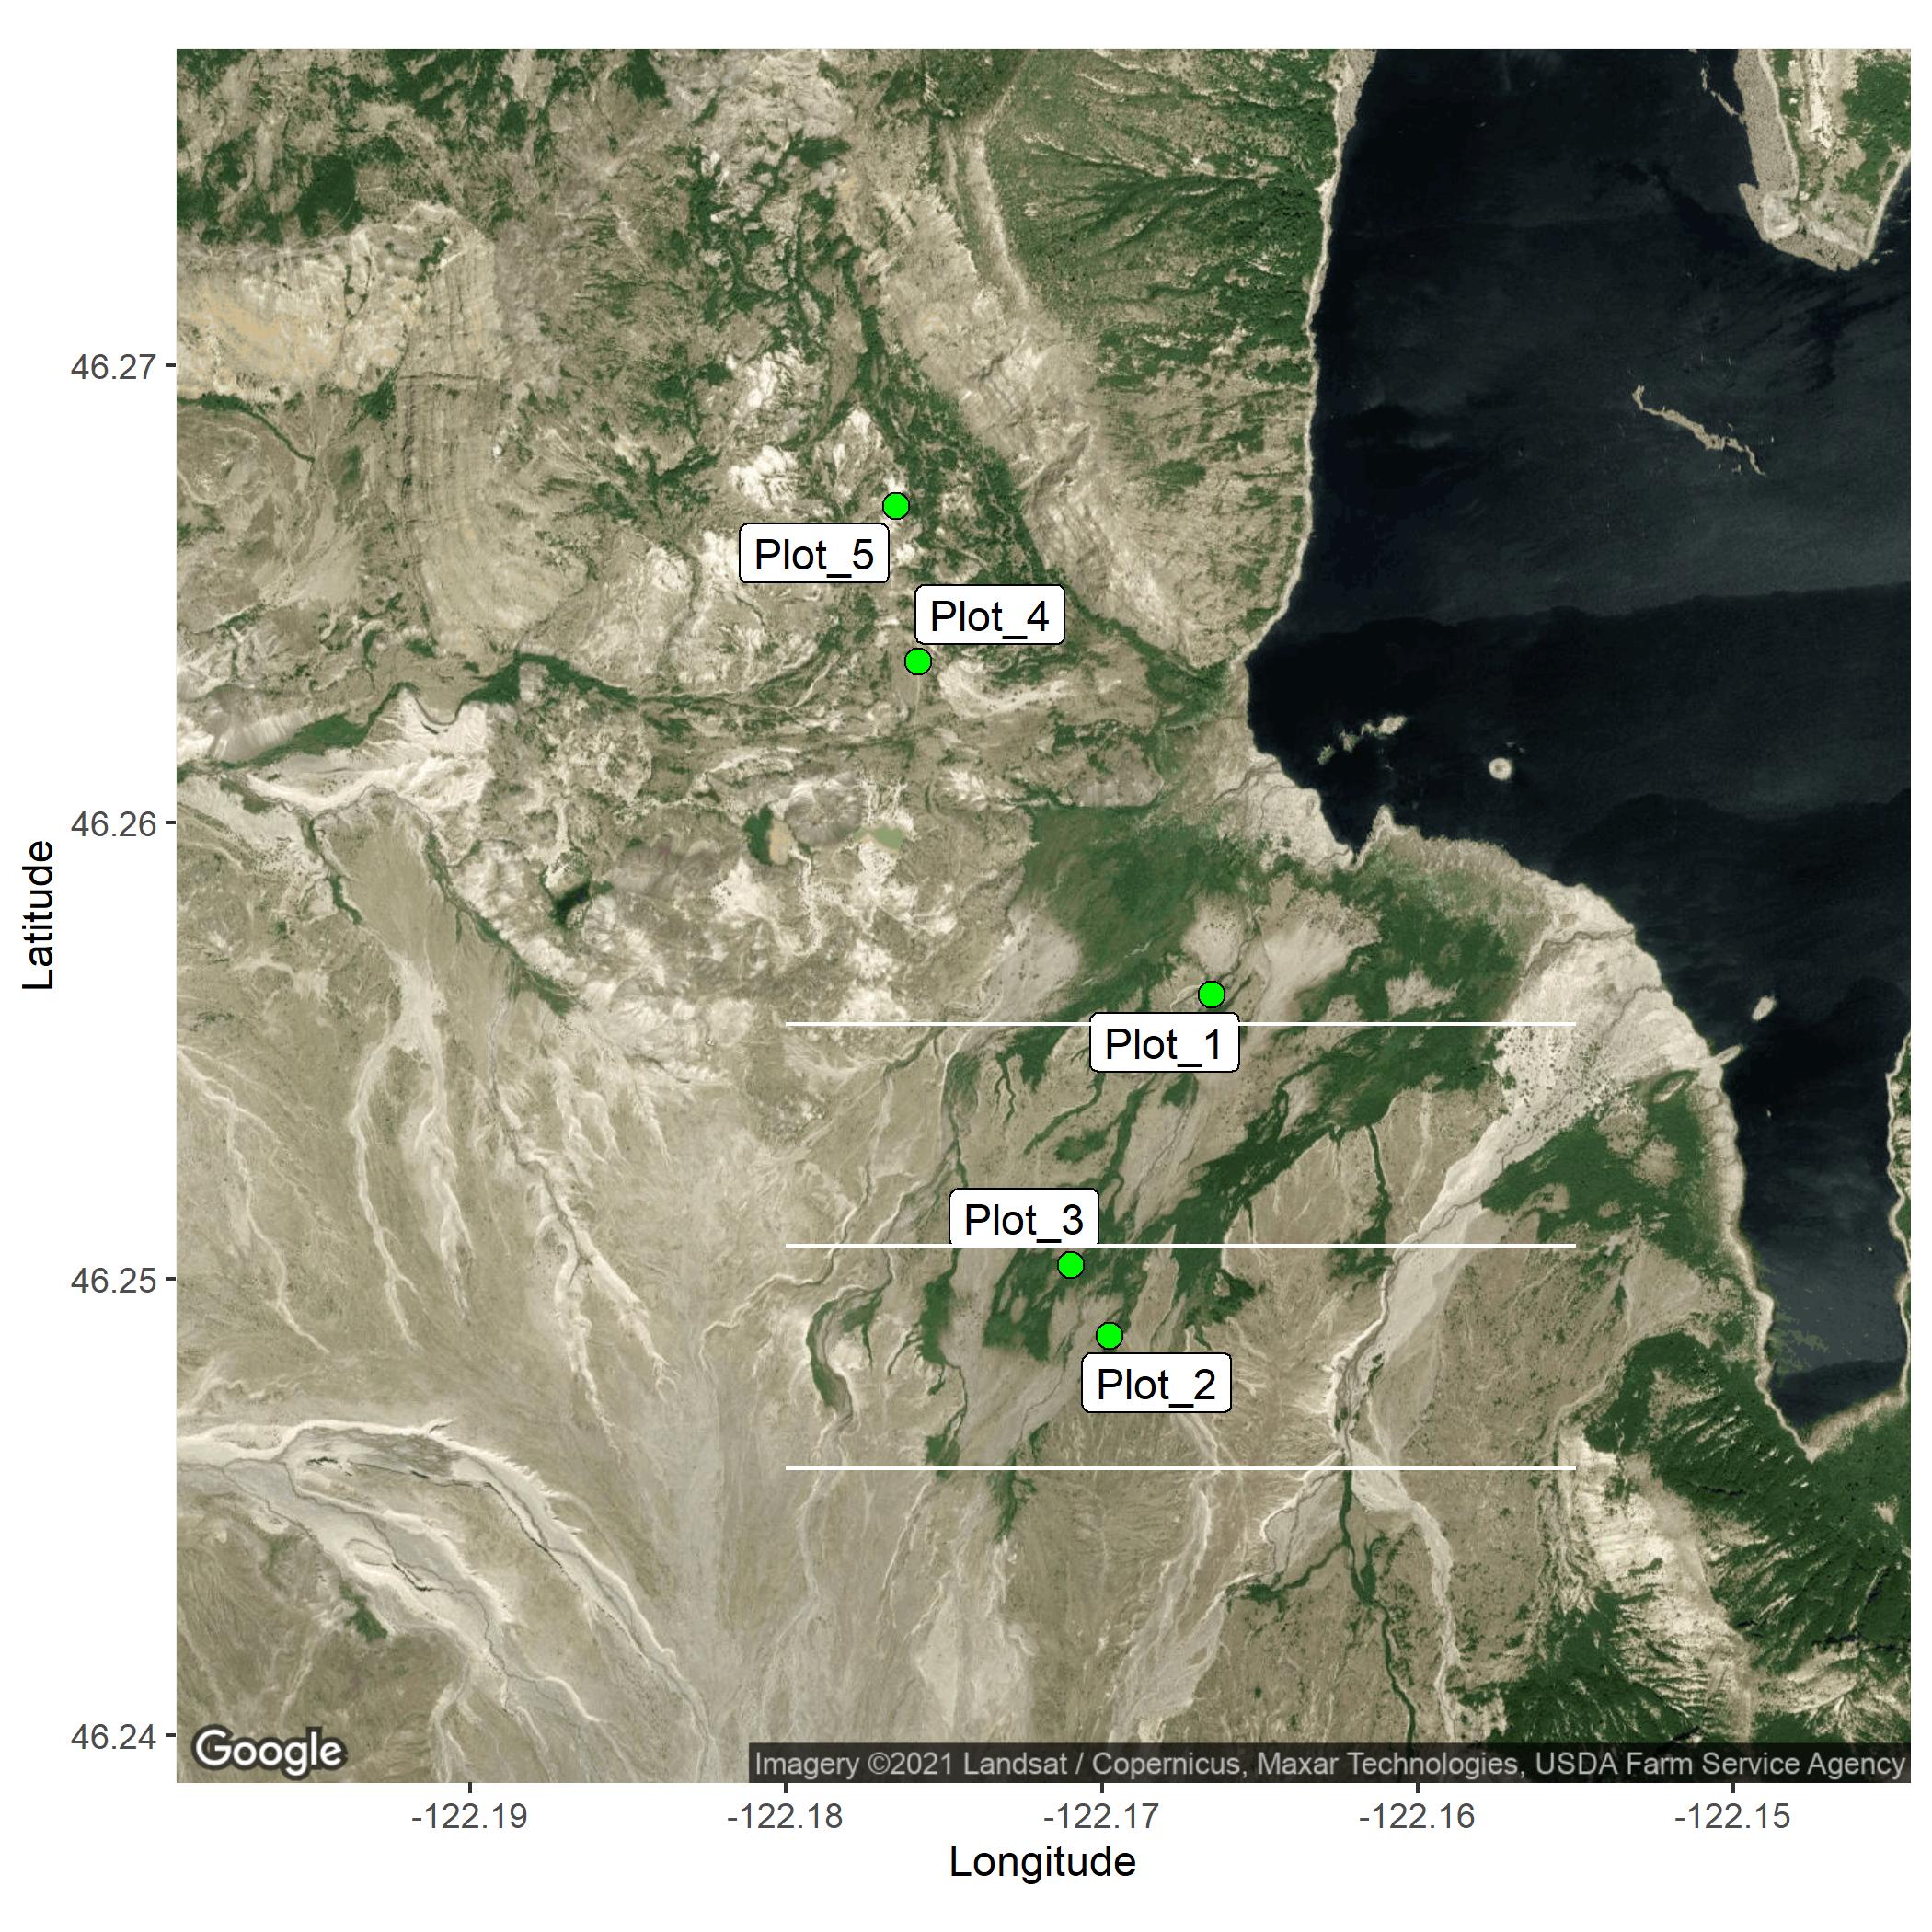 46.27
Plot_5
Plot_4
46.26
Latitude
Plot_1
Plot_3
46.25
Plot_2
46.24
Google
Imagery ©2021 Landsat / Copernicus, Maxar Technologies, USDA Farm Service Agency
-122.19
-122.18
-122.17
-122.16
-122.15
Longitude